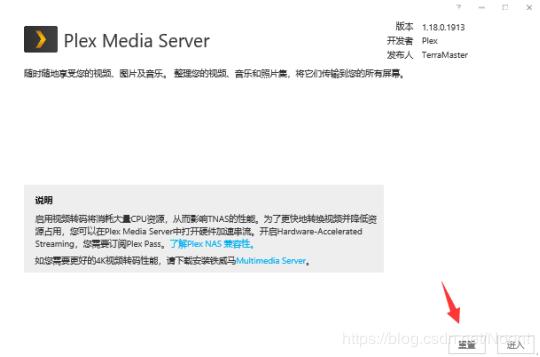 Plex Media Server
版本 1.18.0.1913
开发者 Plex
发布人 TerraMaster
随时随地享受您的视频、图片及音乐。 整理您的视频、音乐和照片集，将它们传输到您的所有屏幕。
说明
启用视频转码将消耗大量CPU资源，从而影响TNAS的性能。为了更快地转换视频并降低资
源占用，您可以在Plex Media Server中打开硬件加速串流。开启Hardware-Accelerated
Streaming，您需要订阅Plex Pass。了解Plex NAS 兼容性。
如您需要更好的4K视频转码性能，请下载安装铁威马Multimedia Server。
https://blog.csdn.net/
重置 进入